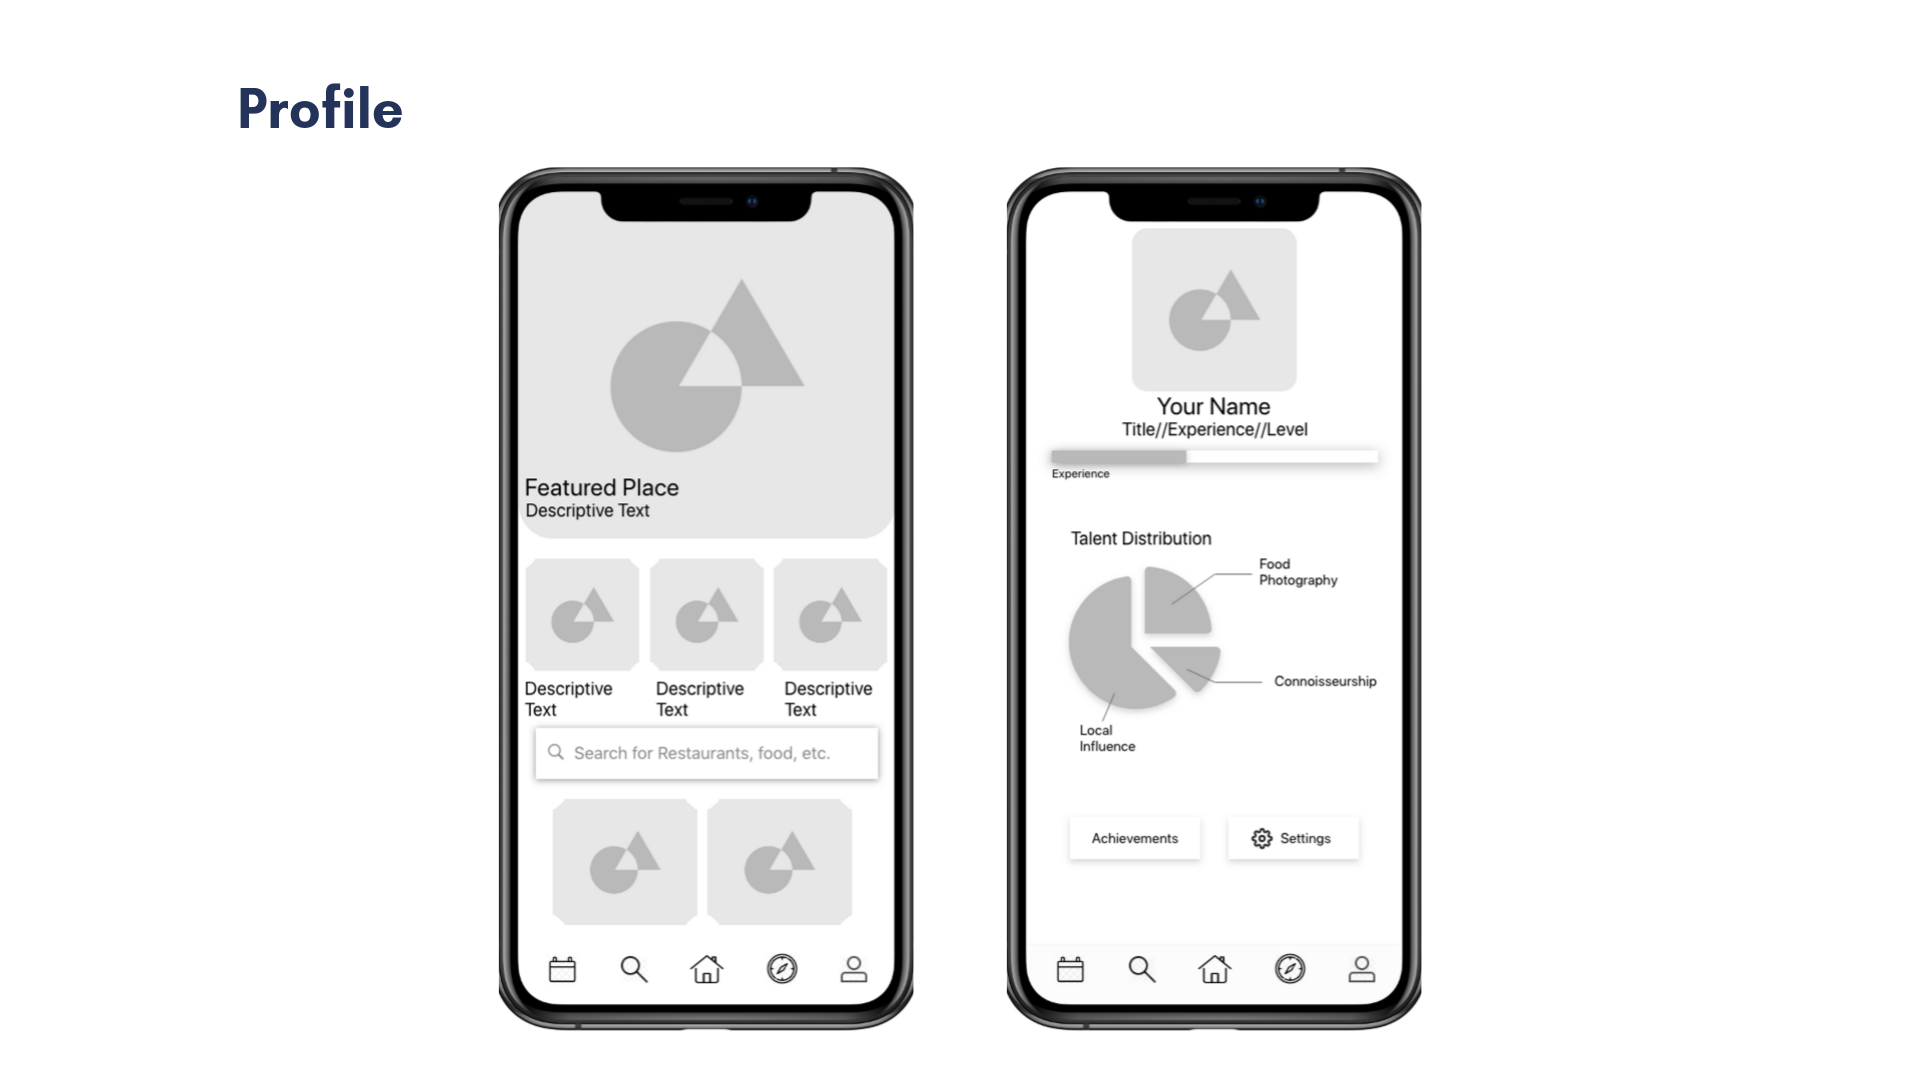 Profile
Featured Place
Descriptive Text
Descriptive
Text
Descriptive
Text
Descriptive
Text
Search for Restaurants, food, etc.
Your Name
Title//Experience//Level
Experience
Talent Distribution
Food
Photography
Connoisseurship
Local
Influence
Achievements
Settings